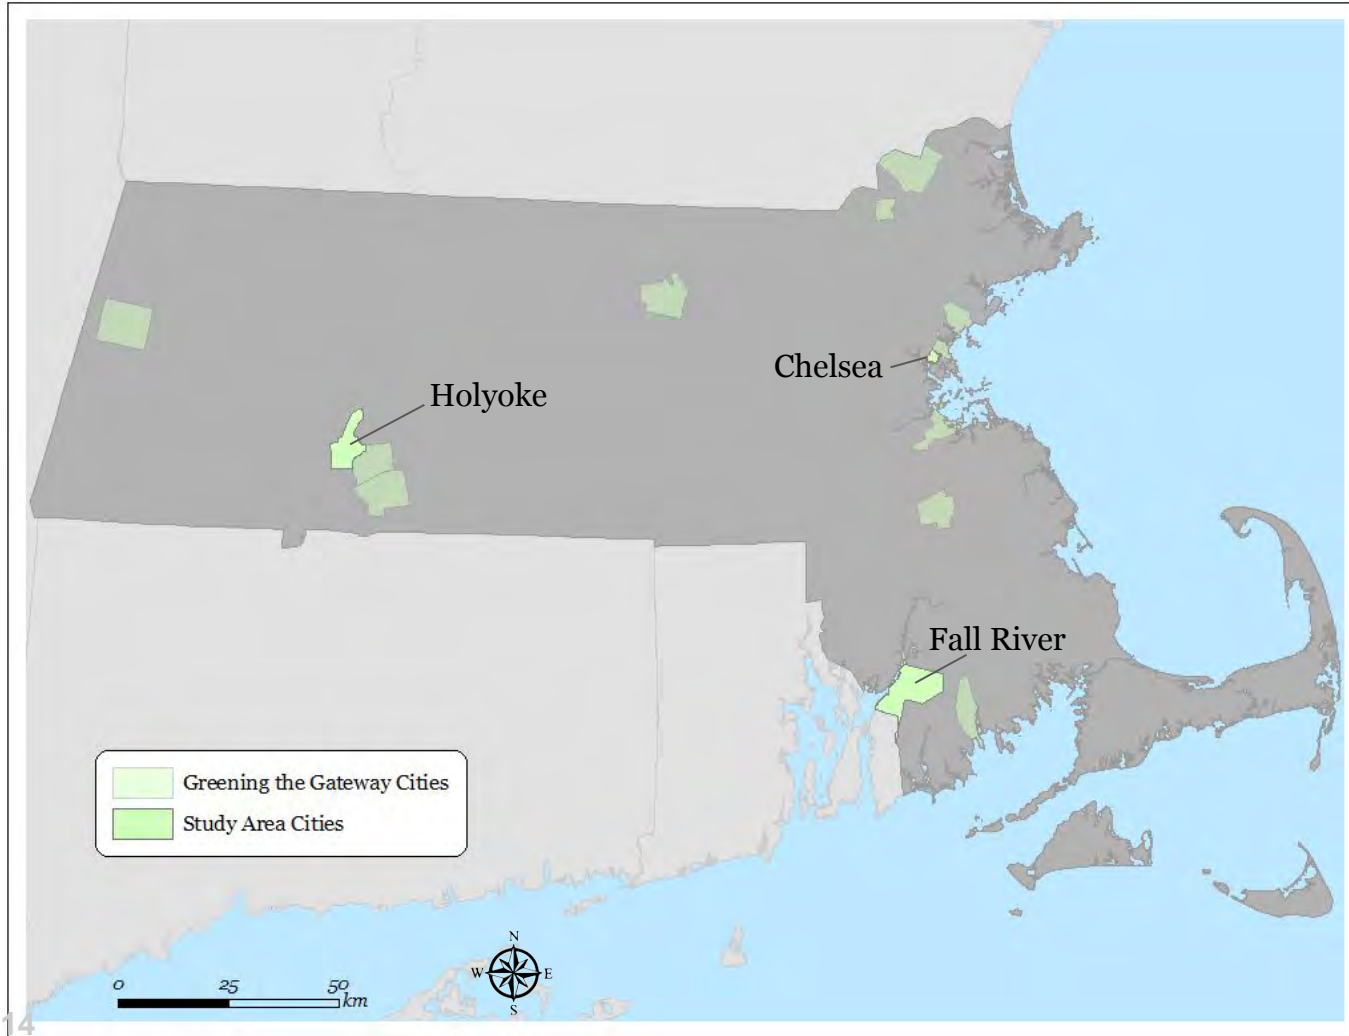 Chelsea
Holyoke
Fall River
Greening the Gateway Cities
Study Area Cities
N
W E
S
0 25 50
km
14